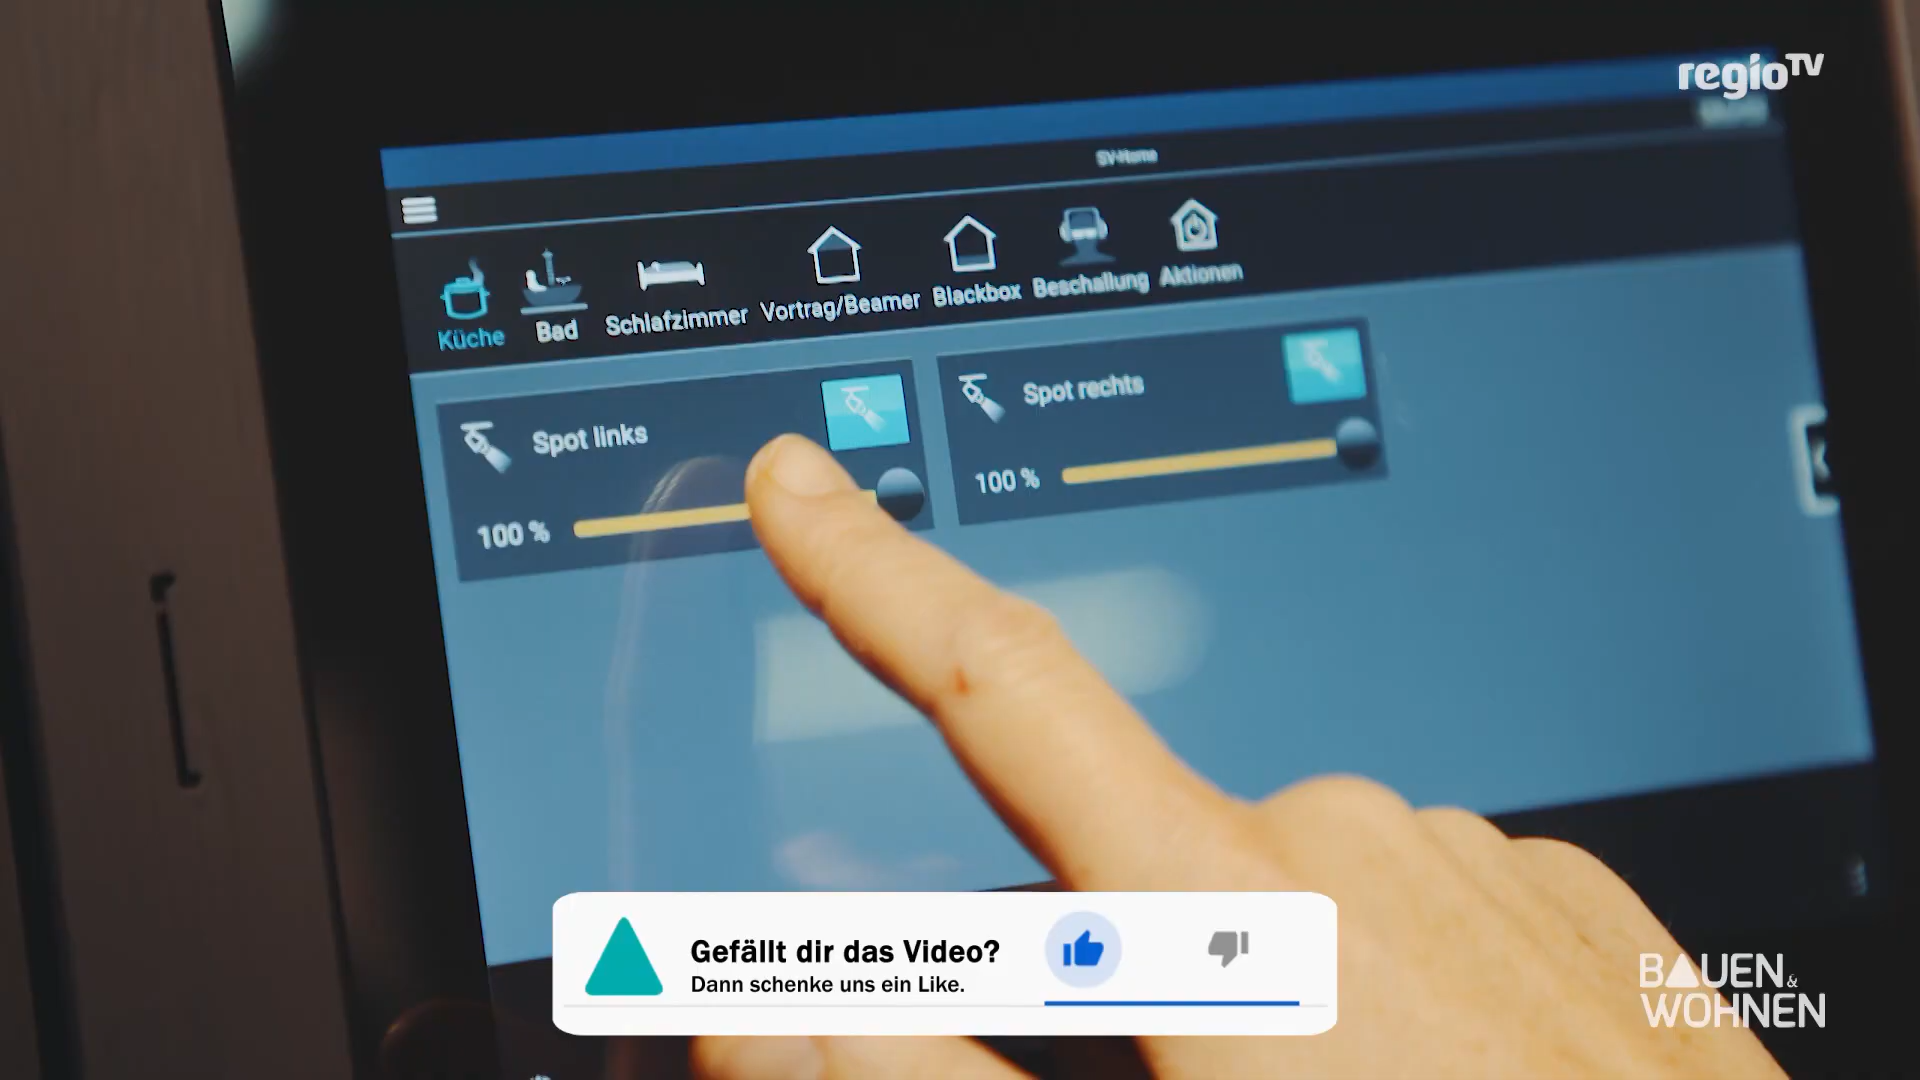 regioTV
SV-Home
Küche
Bad
Schlafzimmer
Vortrag/Beamer
Blackbox
Beschallung
Aktionen
Spot links
100 %
Spot rechts
100 %
Gefällt dir das Video?
Dann schenke uns ein Like.
BAUEN &
WOHNEN